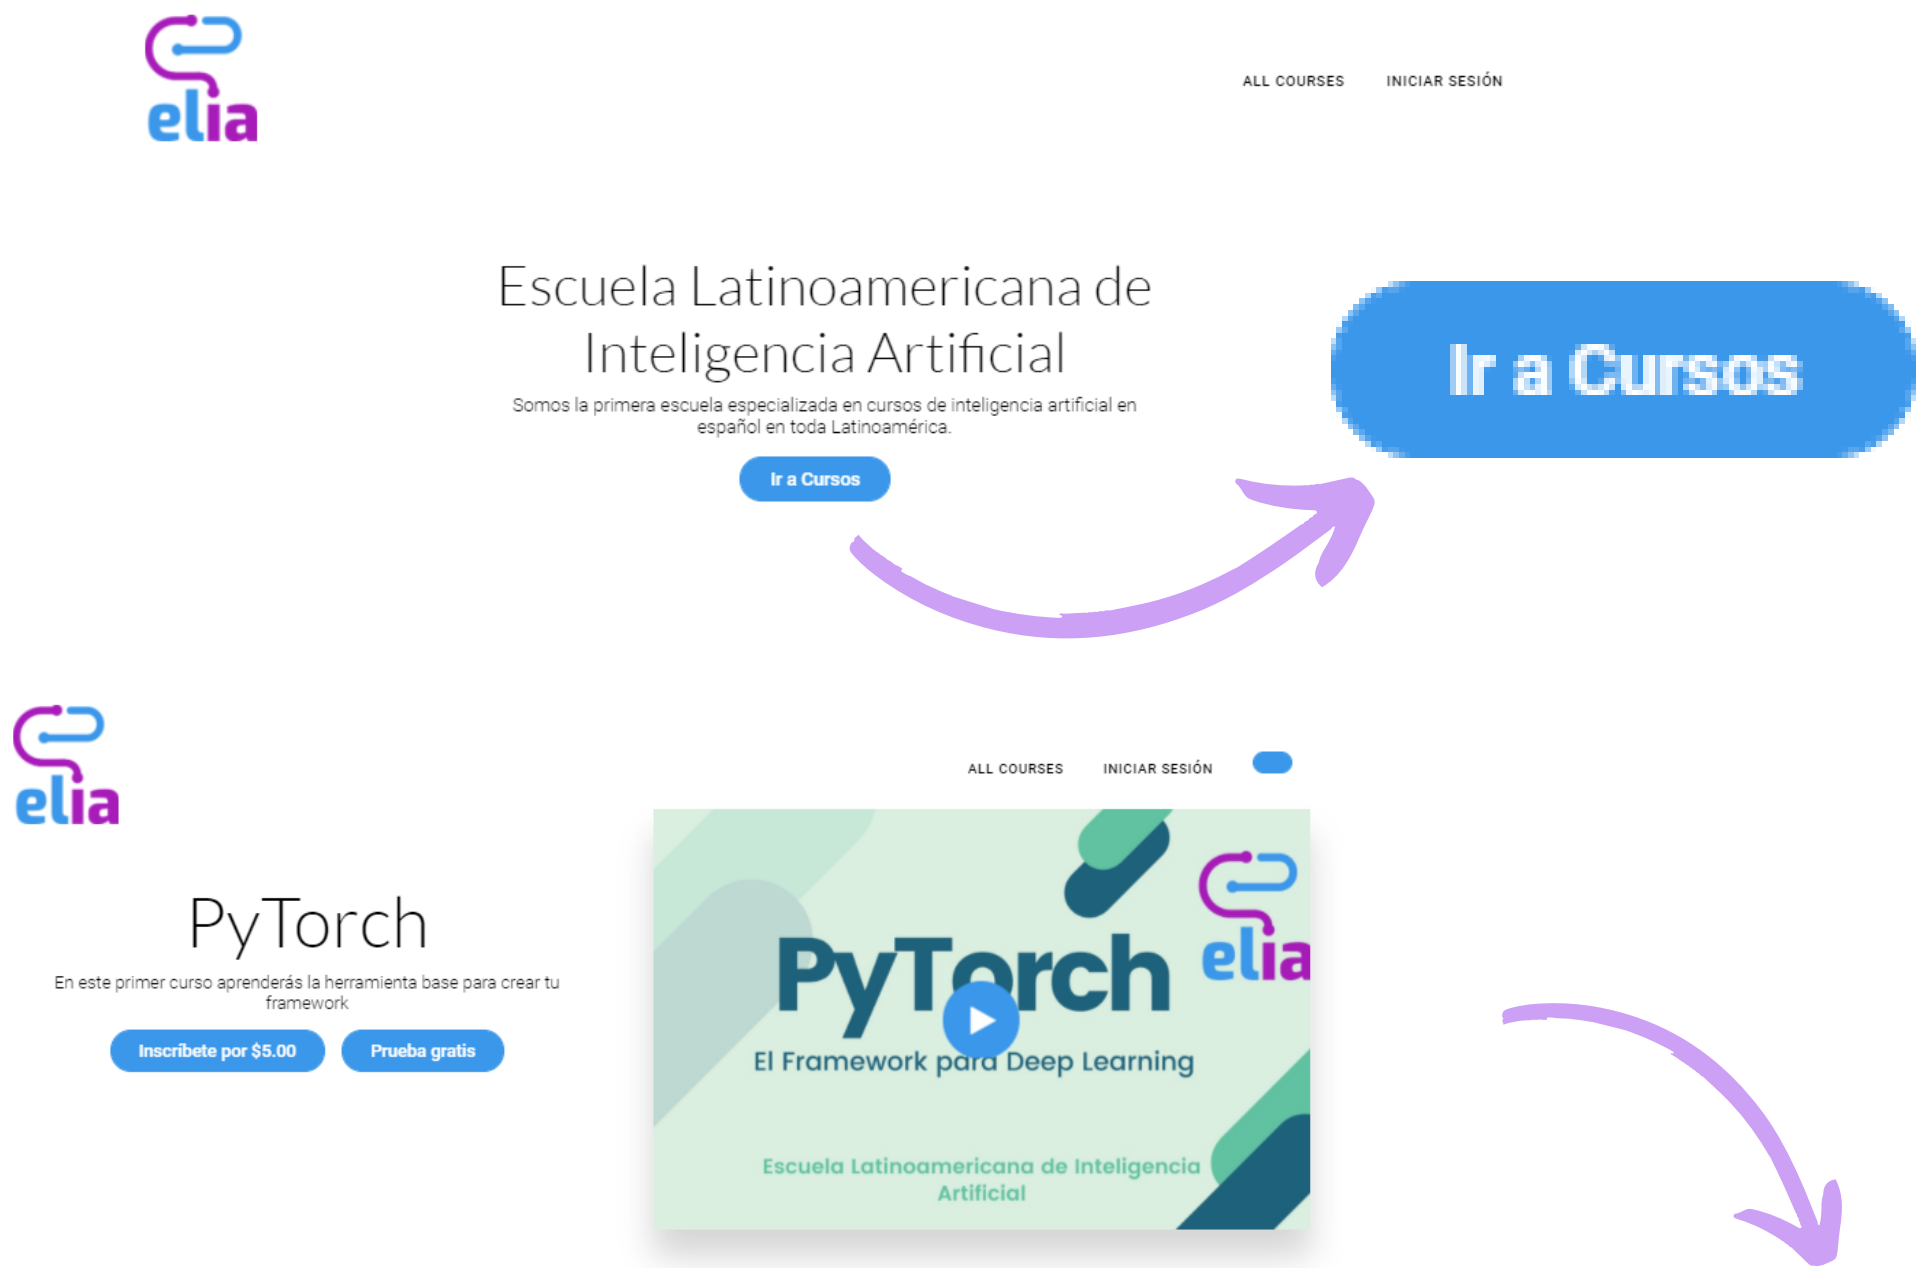 elia
ALL COURSES INICIAR SESIÓN
Escuela Latinoamericana de
Inteligencia Artificial
Somos la primera escuela especializada en cursos de inteligencia artificial en
español en toda Latinoamérica.
Ir a Cursos
Ir a Cursos
elia
ALL COURSES INICIAR SESIÓN
PyTorch
En este primer curso aprenderás la herramienta base para crear tu
framework
Inscríbete por $5.00 Prueba gratis
elia
PyTorch
El Framework para Deep Learning
Escuela Latinoamericana de Inteligencia
Artificial